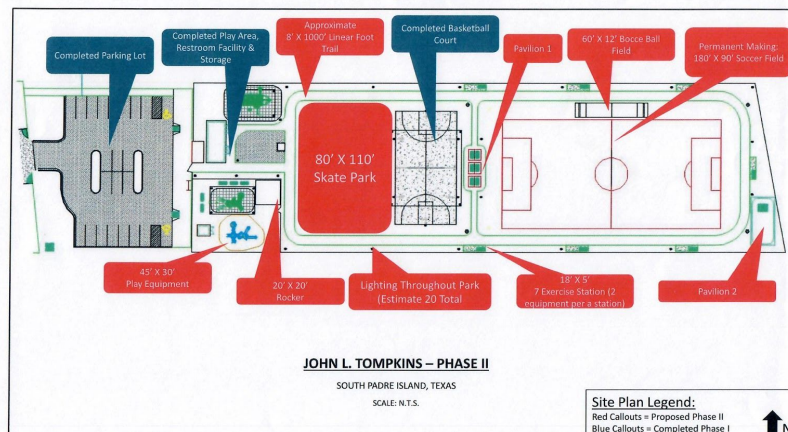 Completed Parking Lot
Completed Play Area,
Restroom Facility &
Storage
Approximate
8' X 1000' Linear Foot
Trail
Completed Basketball
Court
Pavilion 1
60' X 12' Bocce Ball
Field
Permanent Making:
180' X 90' Soccer Field
80' X 110'
Skate Park
45' X 30'
Play Equipment
20' X 20'
Rocker
Lighting Throughout Park
(Estimate 20 Total
18' X 5'
7 Exercise Station (2
equipment per a station)
Pavilion 2
JOHN L. TOMPKINS – PHASE II
SOUTH PADRE ISLAND, TEXAS
SCALE: N.T.S.
Site Plan Legend:
Red Callouts = Proposed Phase II
Blue Callouts = Completed Phase I
N